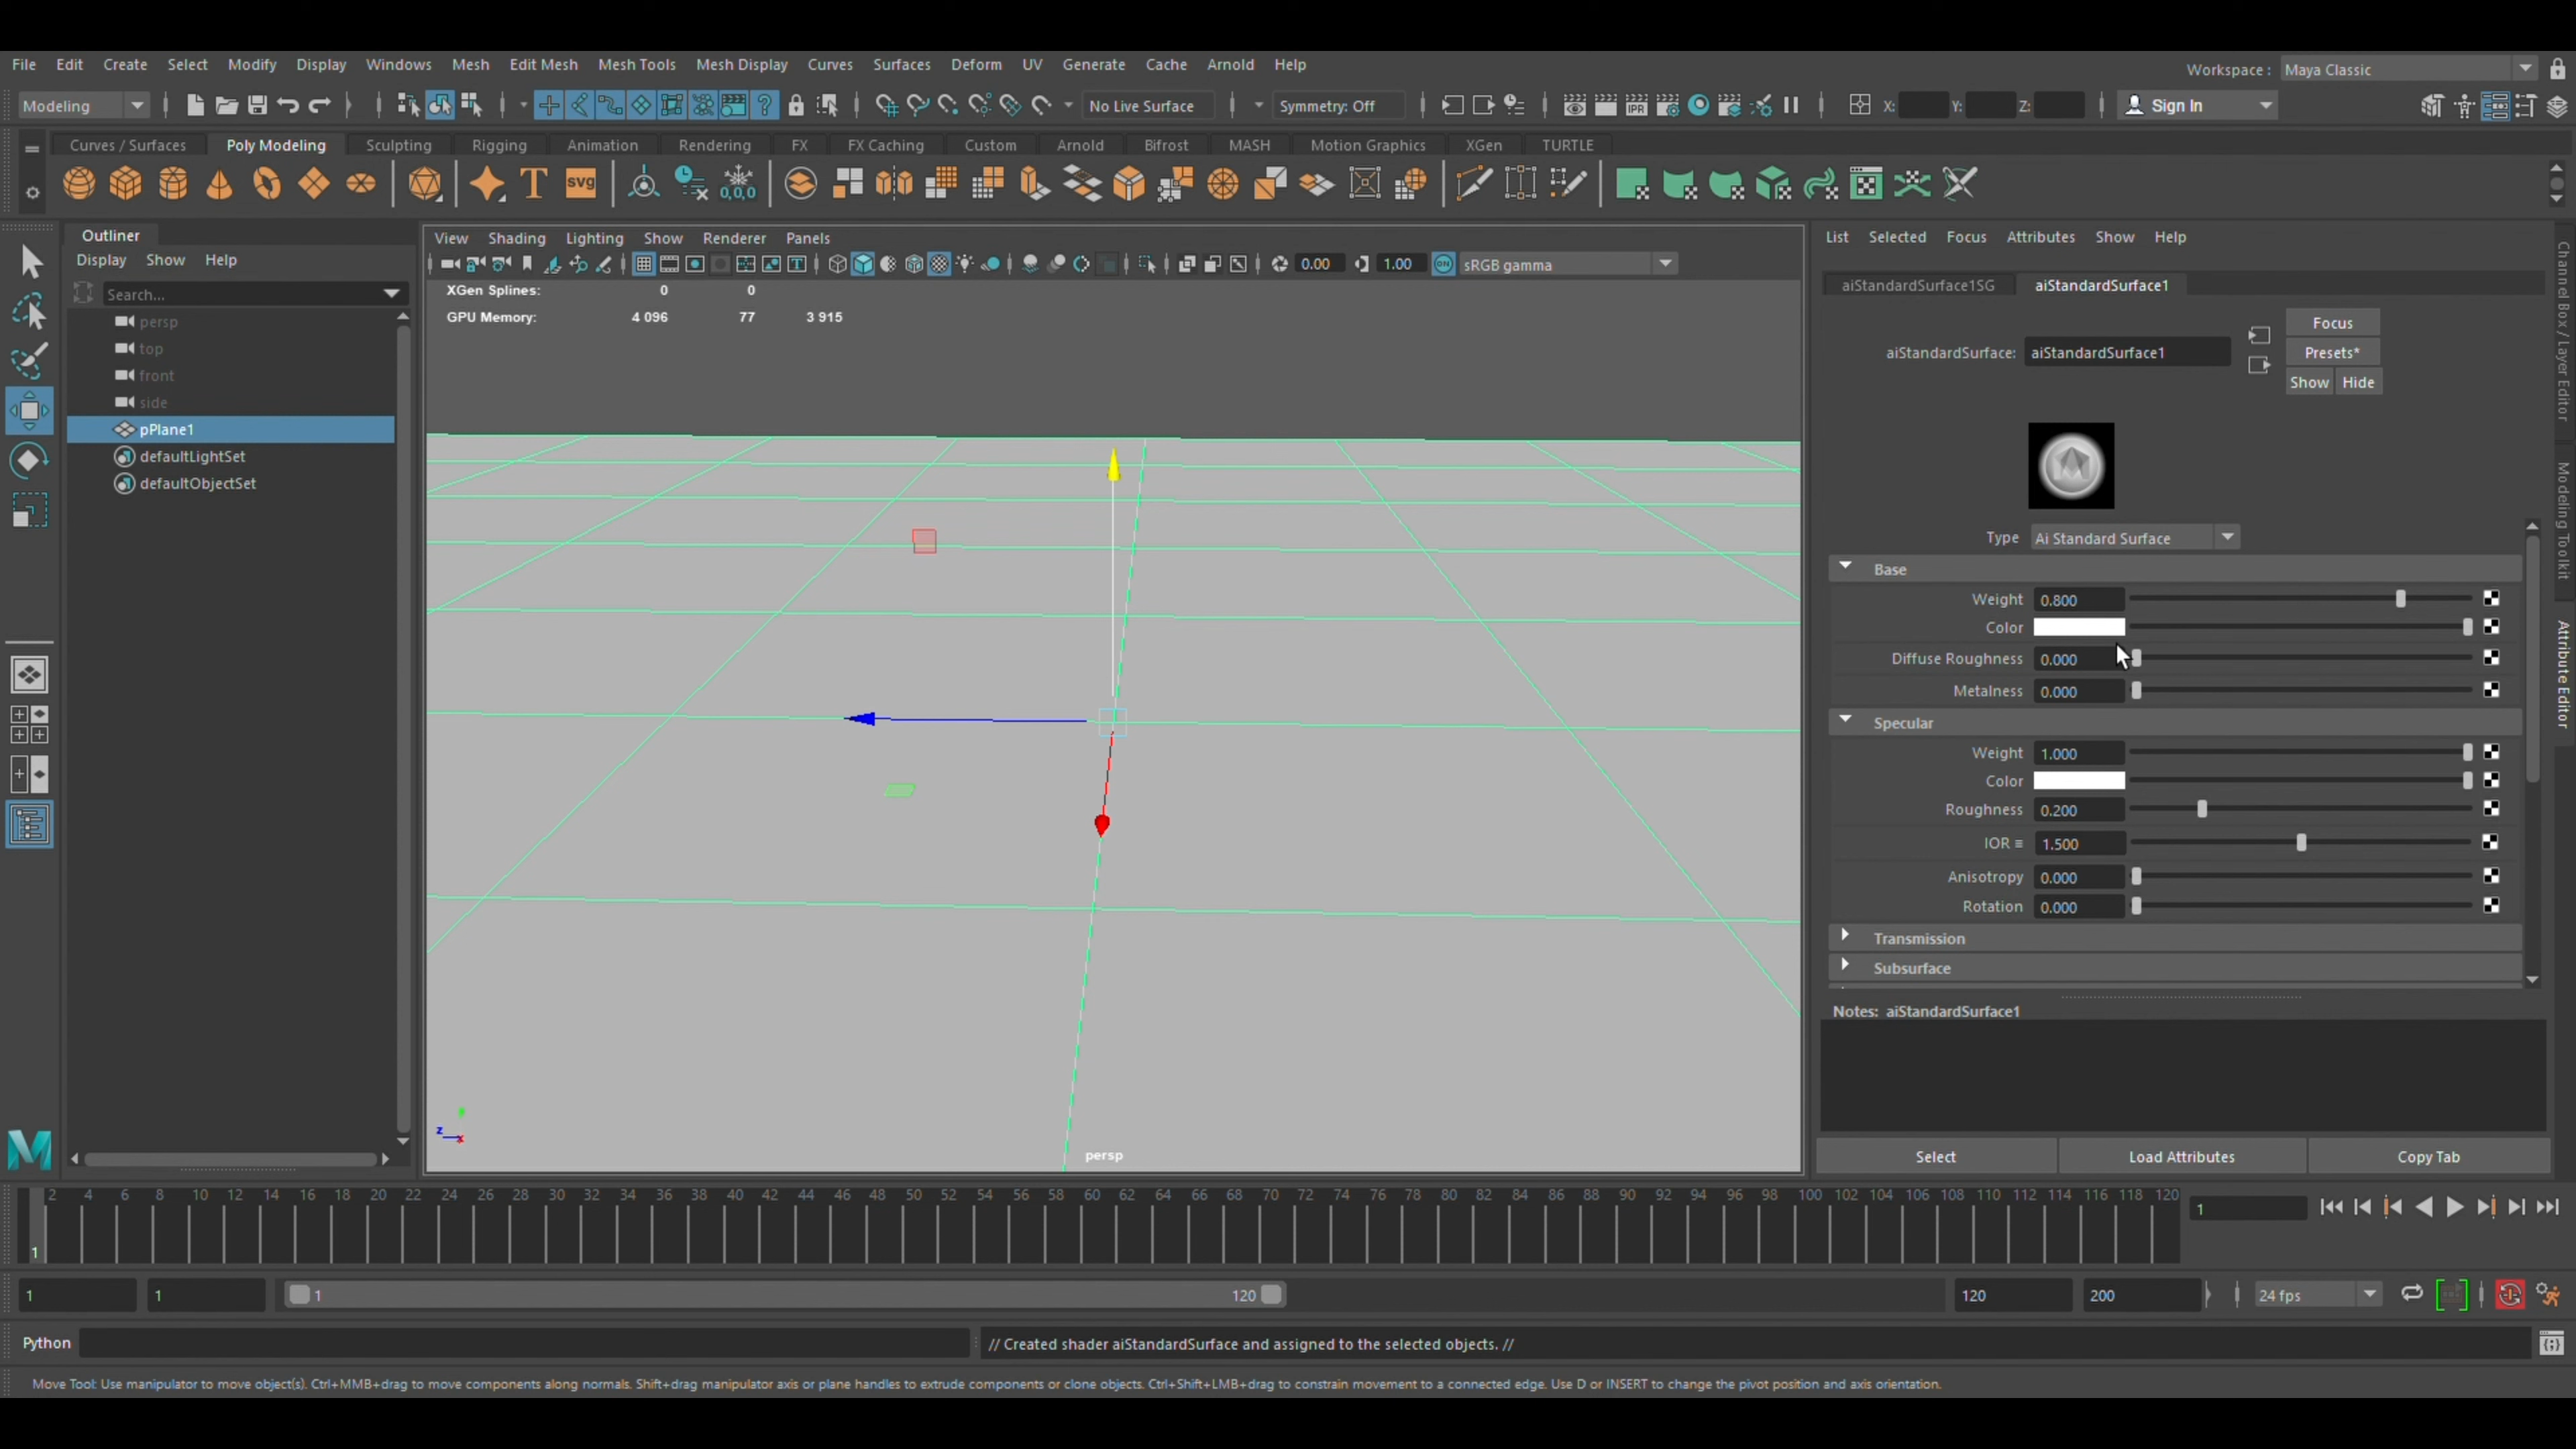 File Edit Create Select Modify Display Windows Mesh Edit Mesh Mesh Tools Mesh Display Curves Surfaces Deform UV Generate Cache Arnold Help
Workspace : Maya Classic
Modeling No Live Surface Symmetry: Off IPR X: Y: Z: Sign In
Curves / Surfaces Poly Modeling Sculpting Rigging Animation Rendering FX FX Caching Custom Arnold Bifrost MASH Motion Graphics XGen TURTLE
T SVG 0,0,0
Outliner
Display Show Help
Search...
persp
top
front
side
pPlane1
defaultLightSet
defaultObjectSet
View Shading Lighting Show Renderer Panels
0.00 1.00 ON sRGB gamma
XGen Splines: 0 0
GPU Memory: 4 096 77 3 915
z x
persp
List Selected Focus Attributes Show Help
aiStandardSurface1SG aiStandardSurface1
Focus
aiStandardSurface: aiStandardSurface1 Presets*
Show Hide
Type Ai Standard Surface
Base
Weight 0.800
Color
Diffuse Roughness 0.000
Metalness 0.000
Specular
Weight 1.000
Color
Roughness 0.200
IOR ≡ 1.500
Anisotropy 0.000
Rotation 0.000
Transmission
Subsurface
Notes: aiStandardSurface1
Select Load Attributes Copy Tab
Channel Box / Layer Editor
Modeling Toolkit
Attribute Editor
2 4 6 8 10 12 14 16 18 20 22 24 26 28 30 32 34 36 38 40 42 44 46 48 50 52 54 56 58 60 62 64 66 68 70 72 74 76 78 80 82 84 86 88 90 92 94 96 98 100 102 104 106 108 110 112 114 116 118 120
1 1
1 1 1 120 120 200 24 fps
Python // Created shader aiStandardSurface and assigned to the selected objects. //
Move Tool: Use manipulator to move object(s). Ctrl+MMB+drag to move components along normals. Shift+drag manipulator axis or plane handles to extrude components or clone objects. Ctrl+Shift+LMB+drag to constrain movement to a connected edge. Use D or INSERT to change the pivot position and axis orientation.